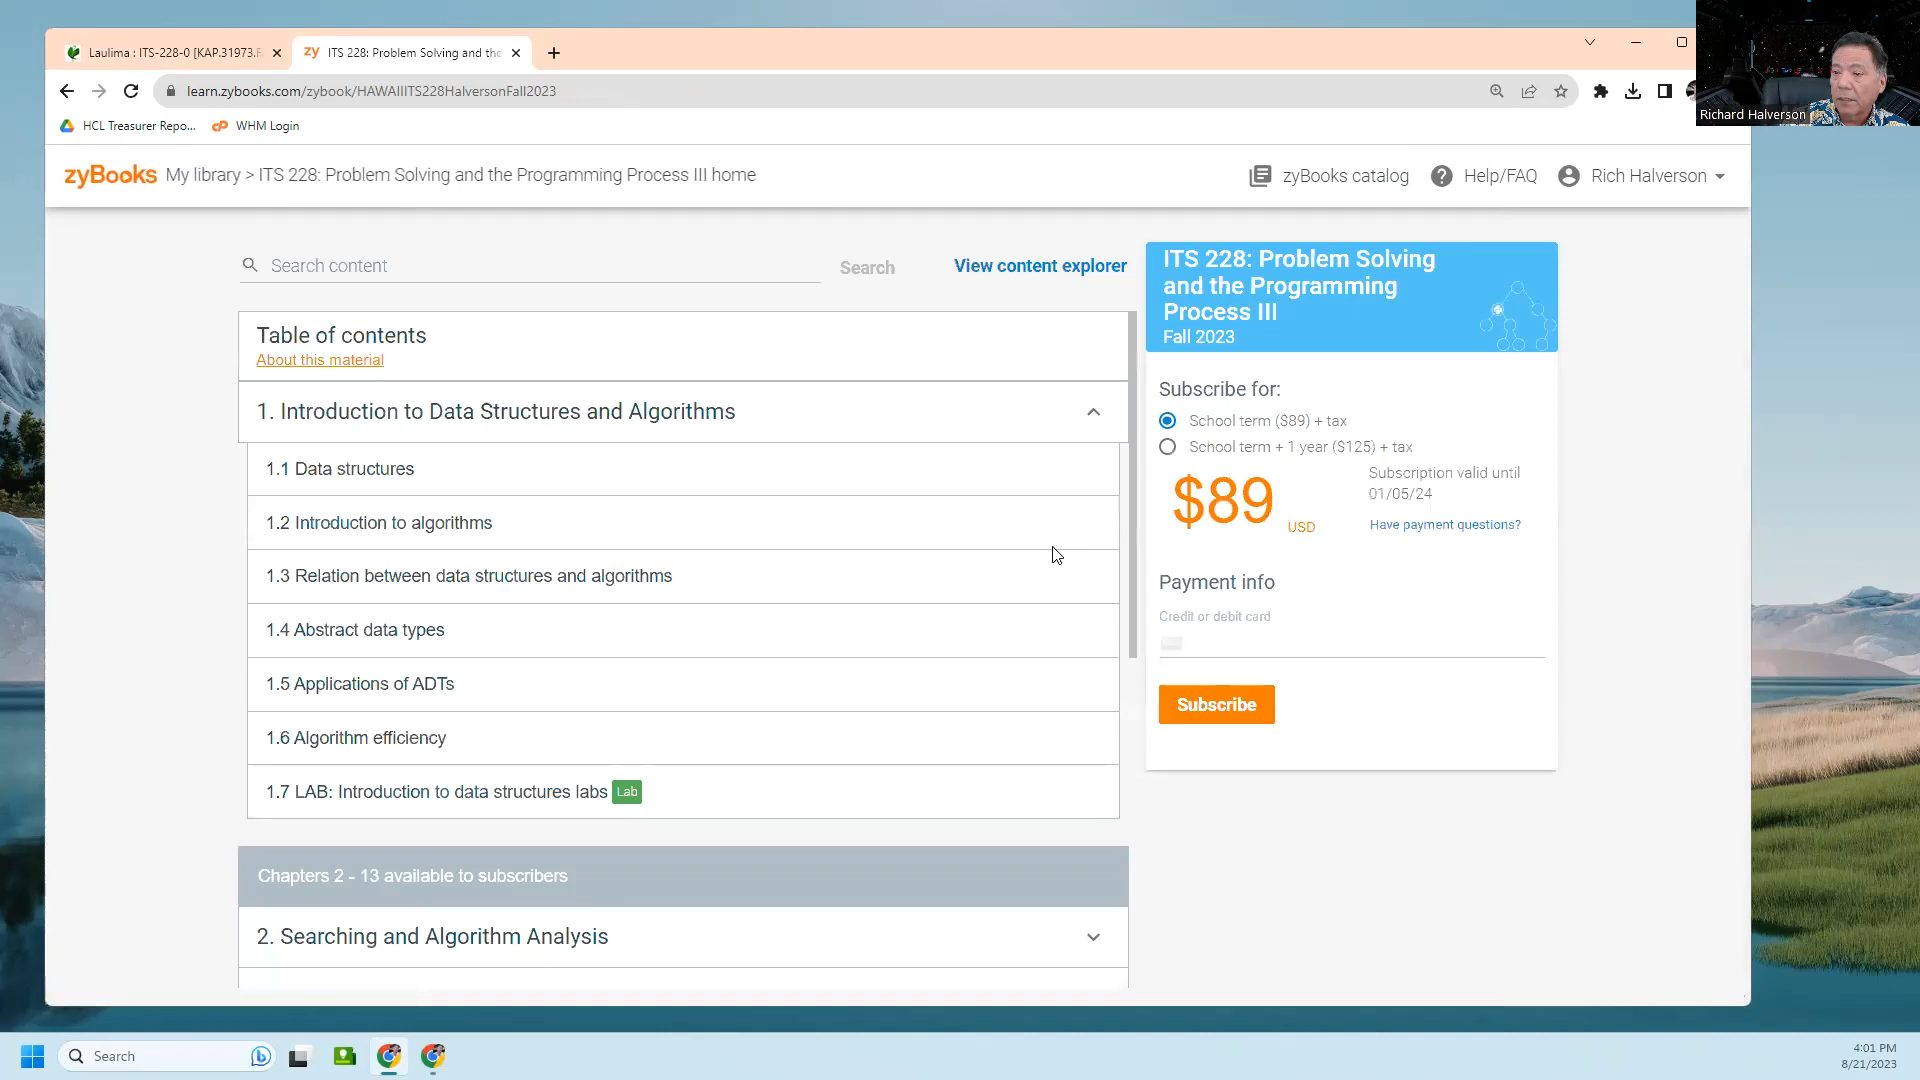 Laulima : ITS-228-0 [KAP.31973.F
zy ITS 228: Problem Solving and the
learn.zybooks.com/zybook/HAWAIIITS228HalversonFall2023
HCL Treasurer Repo...
WHM Login
Richard Halverson
zyBooks My library > ITS 228: Problem Solving and the Programming Process III home
zyBooks catalog
Help/FAQ
Rich Halverson
Search content
Search
View content explorer
Table of contents
About this material
1. Introduction to Data Structures and Algorithms
1.1 Data structures
1.2 Introduction to algorithms
1.3 Relation between data structures and algorithms
1.4 Abstract data types
1.5 Applications of ADTs
1.6 Algorithm efficiency
1.7 LAB: Introduction to data structures labs Lab
Chapters 2 - 13 available to subscribers
2. Searching and Algorithm Analysis
ITS 228: Problem Solving
and the Programming
Process III
Fall 2023
Subscribe for:
School term ($89) + tax
School term + 1 year ($125) + tax
$89 USD
Subscription valid until
01/05/24
Have payment questions?
Payment info
Credit or debit card
Subscribe
Search
4:01 PM
8/21/2023